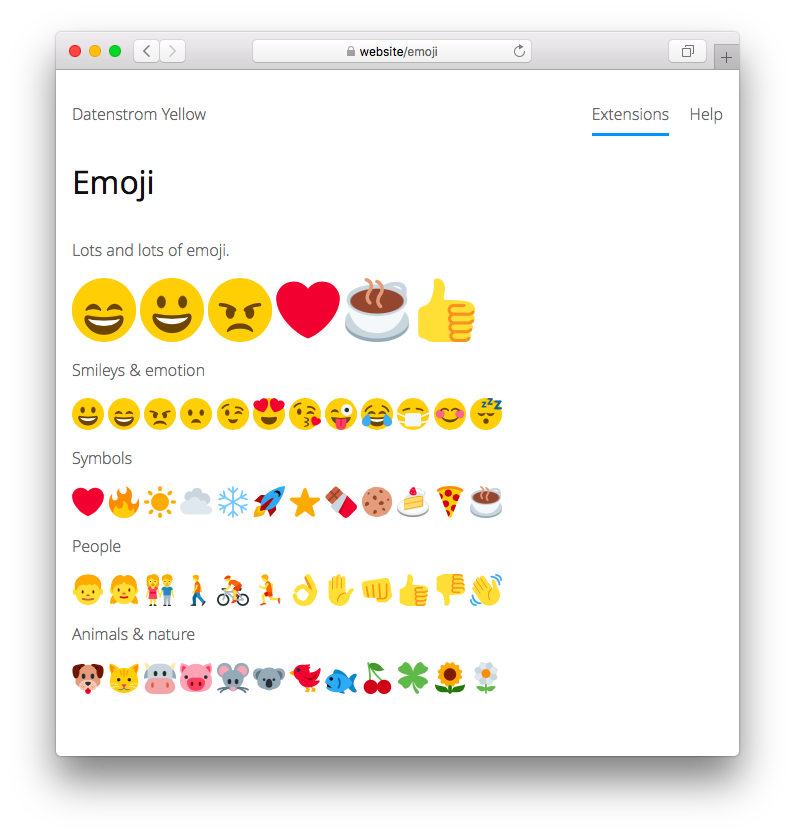 website/emoji
Datenstrom Yellow
Extensions
Help
Emoji
Lots and lots of emoji.
Smileys & emotion
Symbols
People
Animals & nature